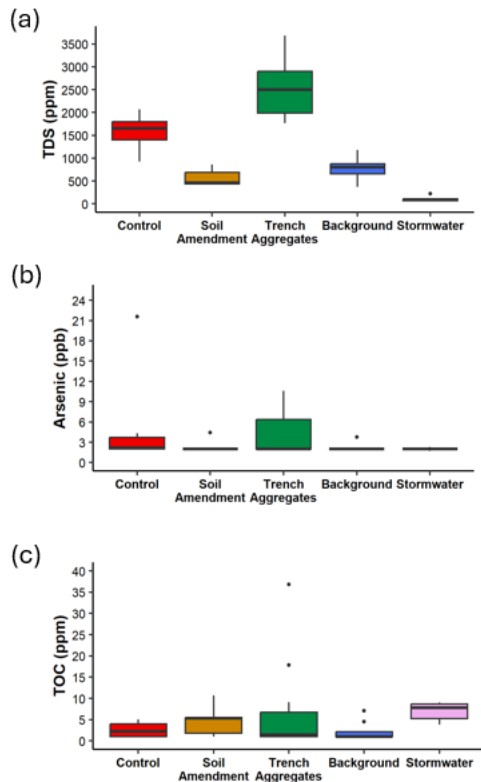 (a)
TDS (ppm)
3500
3000
2500
2000
1500
1000
500
0
Control
Soil
Amendment
Trench
Aggregates
Background
Stormwater
(b)
Arsenic (ppb)
24
21
18
15
12
9
6
3
0
Control
Soil
Amendment
Trench
Aggregates
Background
Stormwater
(c)
TOC (ppm)
40
35
30
25
20
15
10
5
0
Control
Soil
Amendment
Trench
Aggregates
Background
Stormwater